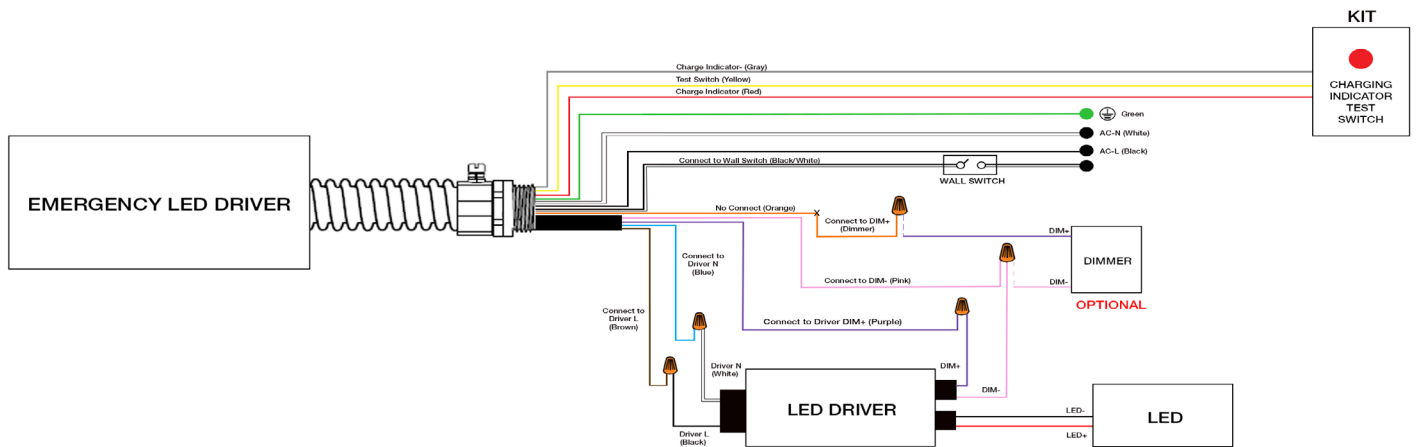 KIT
CHARGING
INDICATOR
TEST
SWITCH
Charge Indicator- (Gray)
Test Switch (Yellow)
Charge Indicator (Red)
Green
AC-N (White)
AC-L (Black)
Connect to Wall Switch (Black/White)
WALL SWITCH
EMERGENCY LED DRIVER
No Connect (Orange)
X
Connect to DIM+
(Dimmer)
DIM+
DIMMER
DIM-
OPTIONAL
Connect to
Driver N
(Blue)
Connect to DIM- (Pink)
Connect to
Driver L
(Brown)
Connect to Driver DIM+ (Purple)
Driver N
(White)
DIM+
DIM-
LED DRIVER
Driver L
(Black)
LED-
LED+
LED